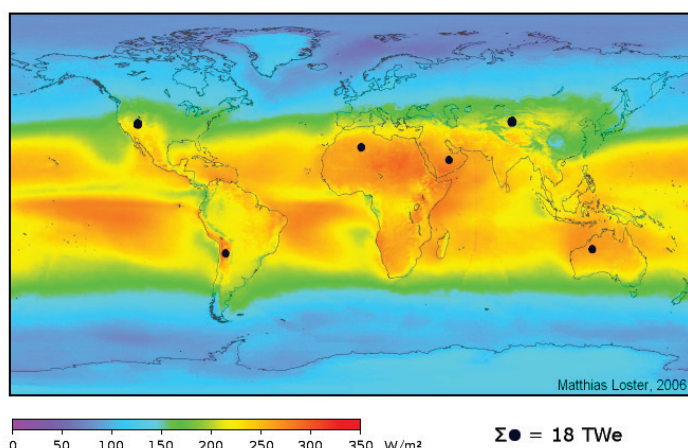 Matthias Loster, 2006
0 50 100 150 200 250 300 350 W/m²
Σ● = 18 TWe